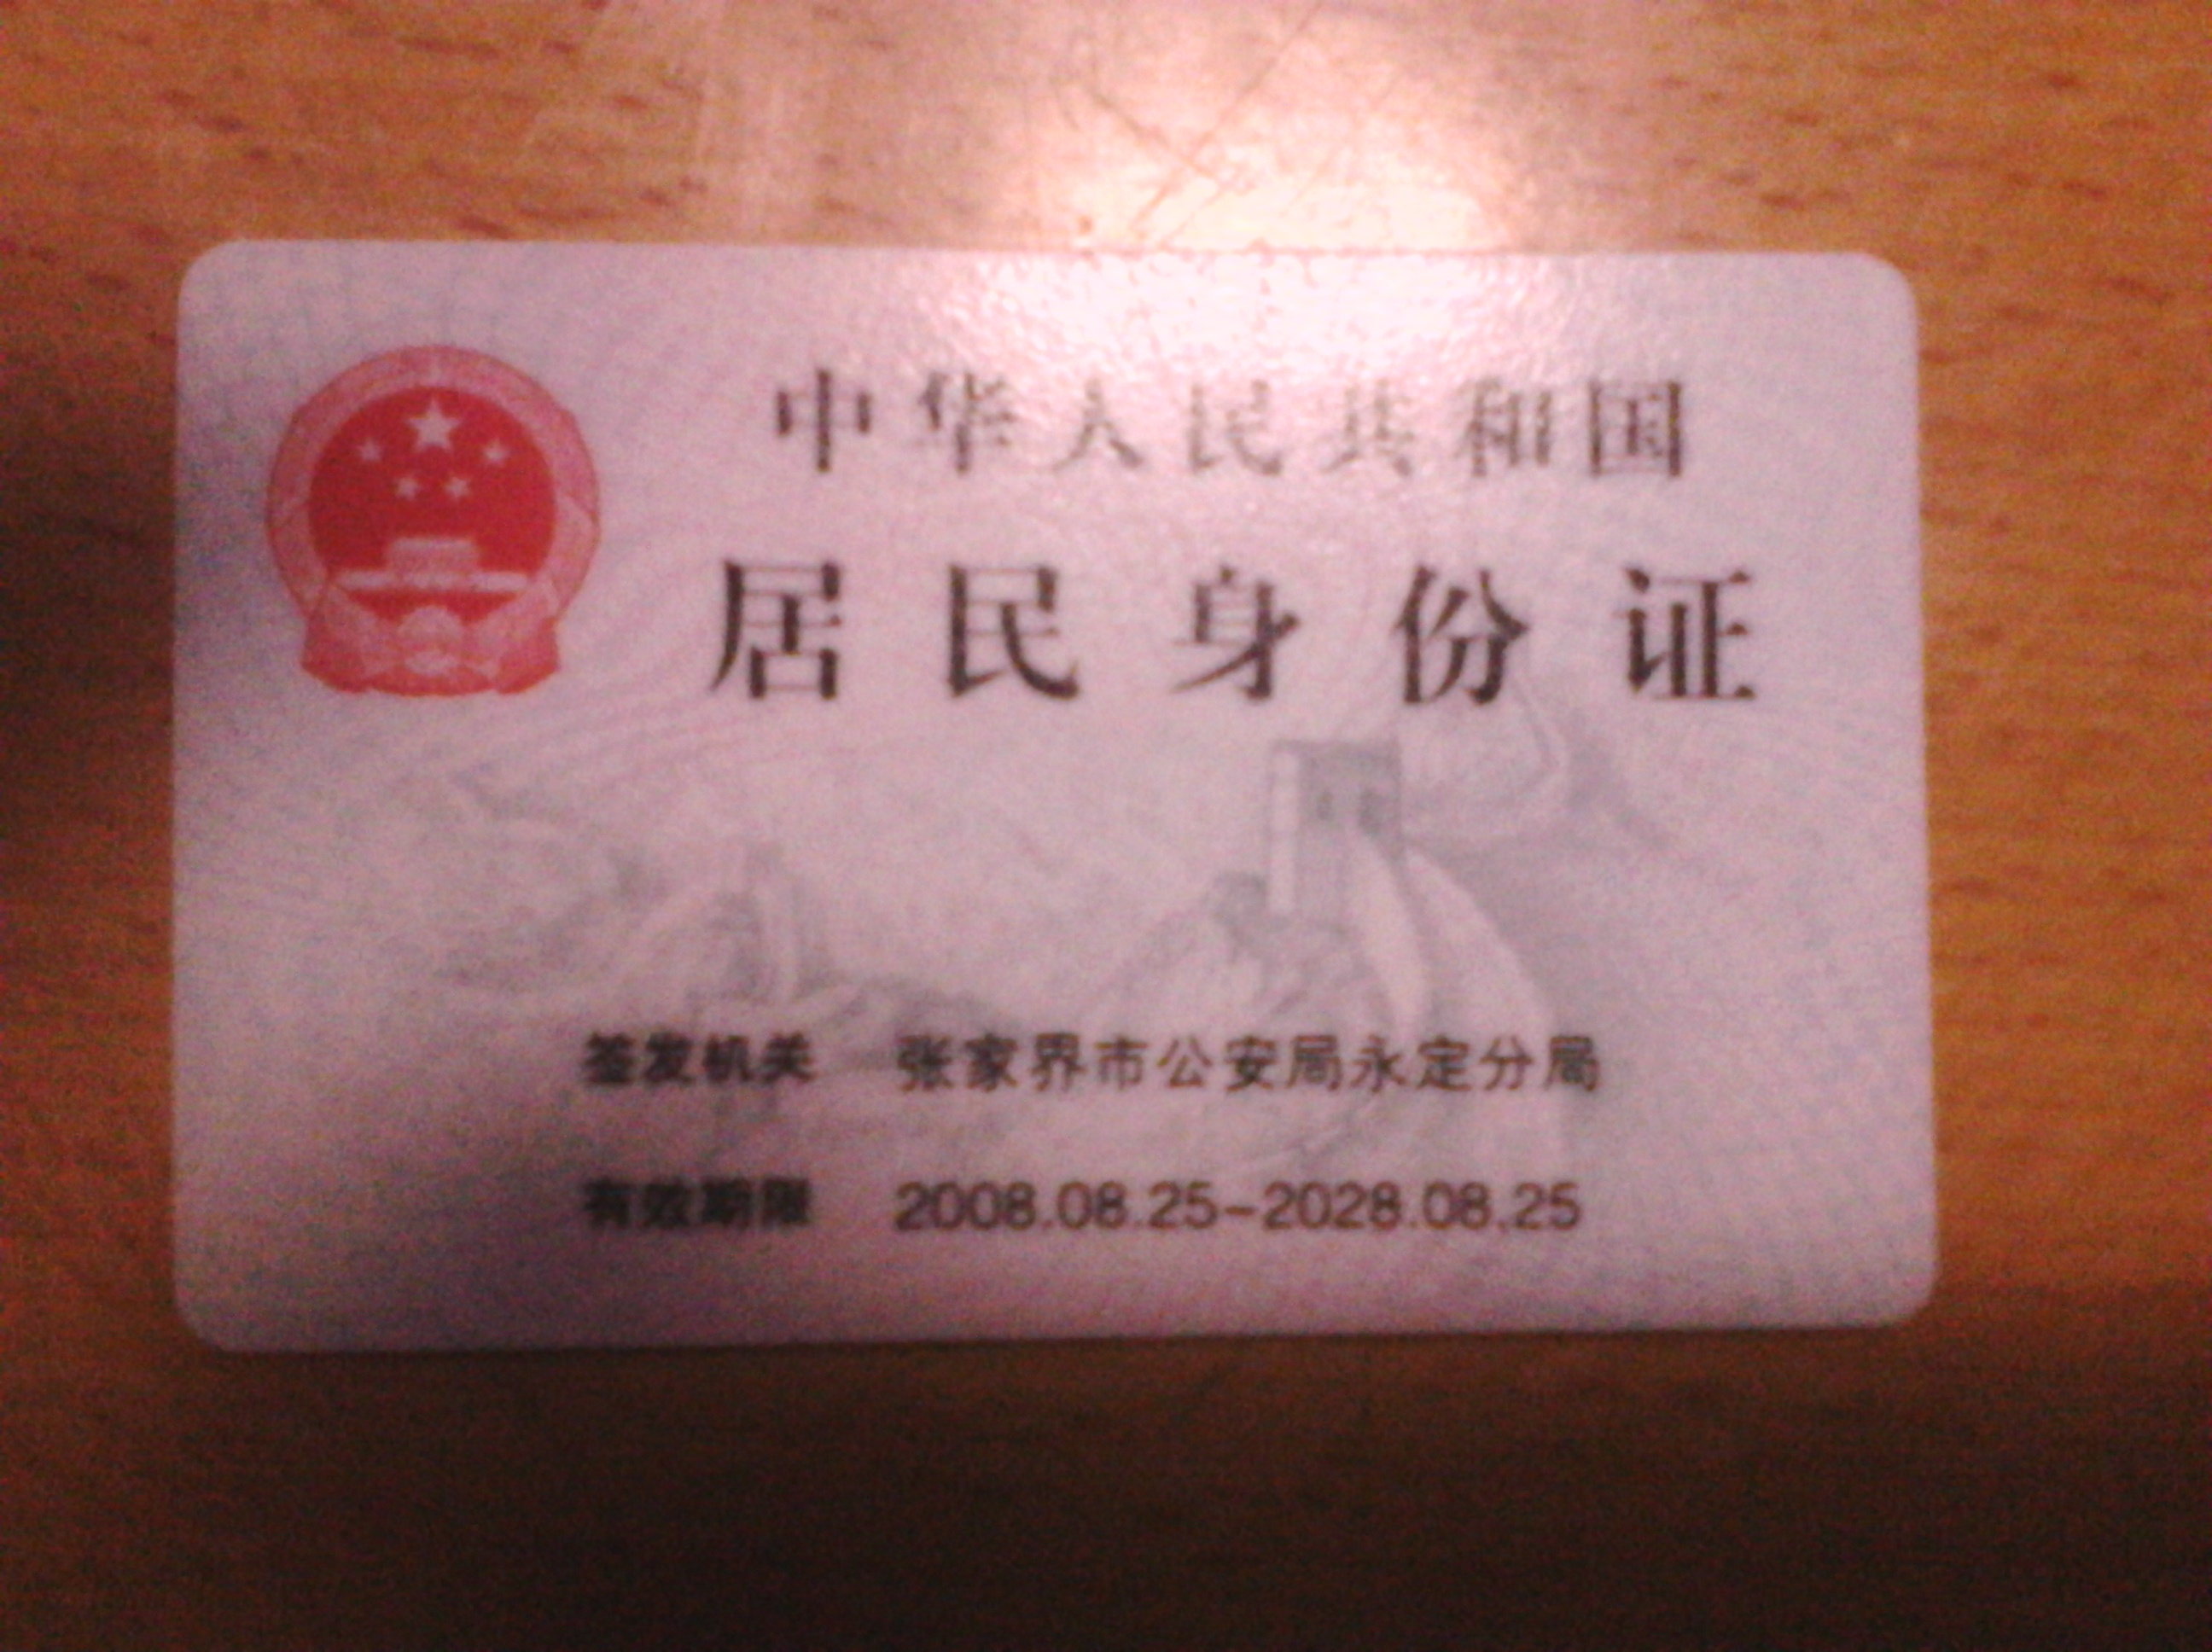 中华人民共和国
居民身份证
签发机关 张家界市公安局永定分局
有效期限 2008.08.25-2028.08.25